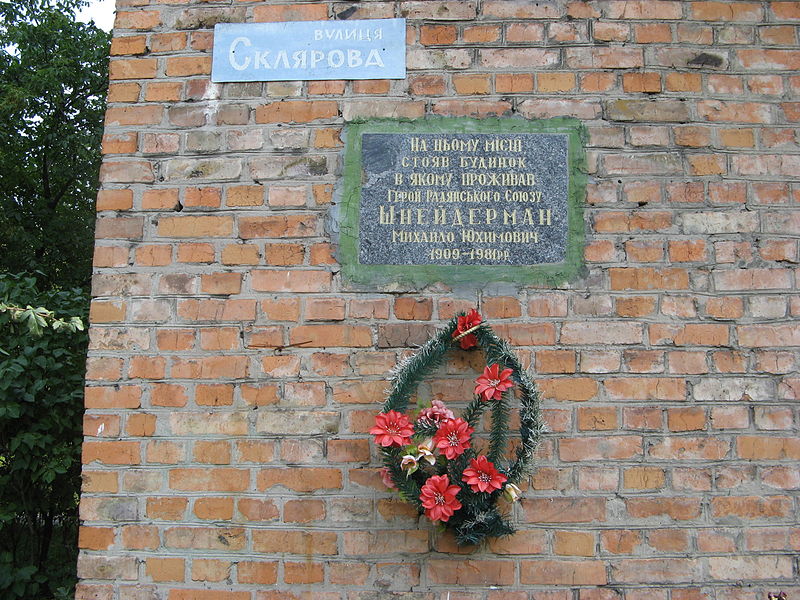 вулиця
Склярова
На цьому місці
стояв будинок
в якому проживав
Герой Радянського Союзу
Шнейдерман
Михайло Юхимович
1909-1981рр